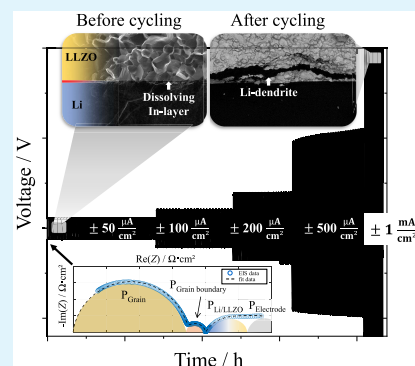 Before cycling
After cycling
LLZO
Li
Dissolving
In-layer
Li-dendrite
Voltage / V
± 50 μA/cm²
± 100 μA/cm²
± 200 μA/cm²
± 500 μA/cm²
± 1 mA/cm²
Re(Z) / Ω·cm²
-Im(Z) / Ω·cm²
EIS data
fit data
P_Grain
P_Grain boundary
P_Li/LLZO
P_Electrode
Time / h